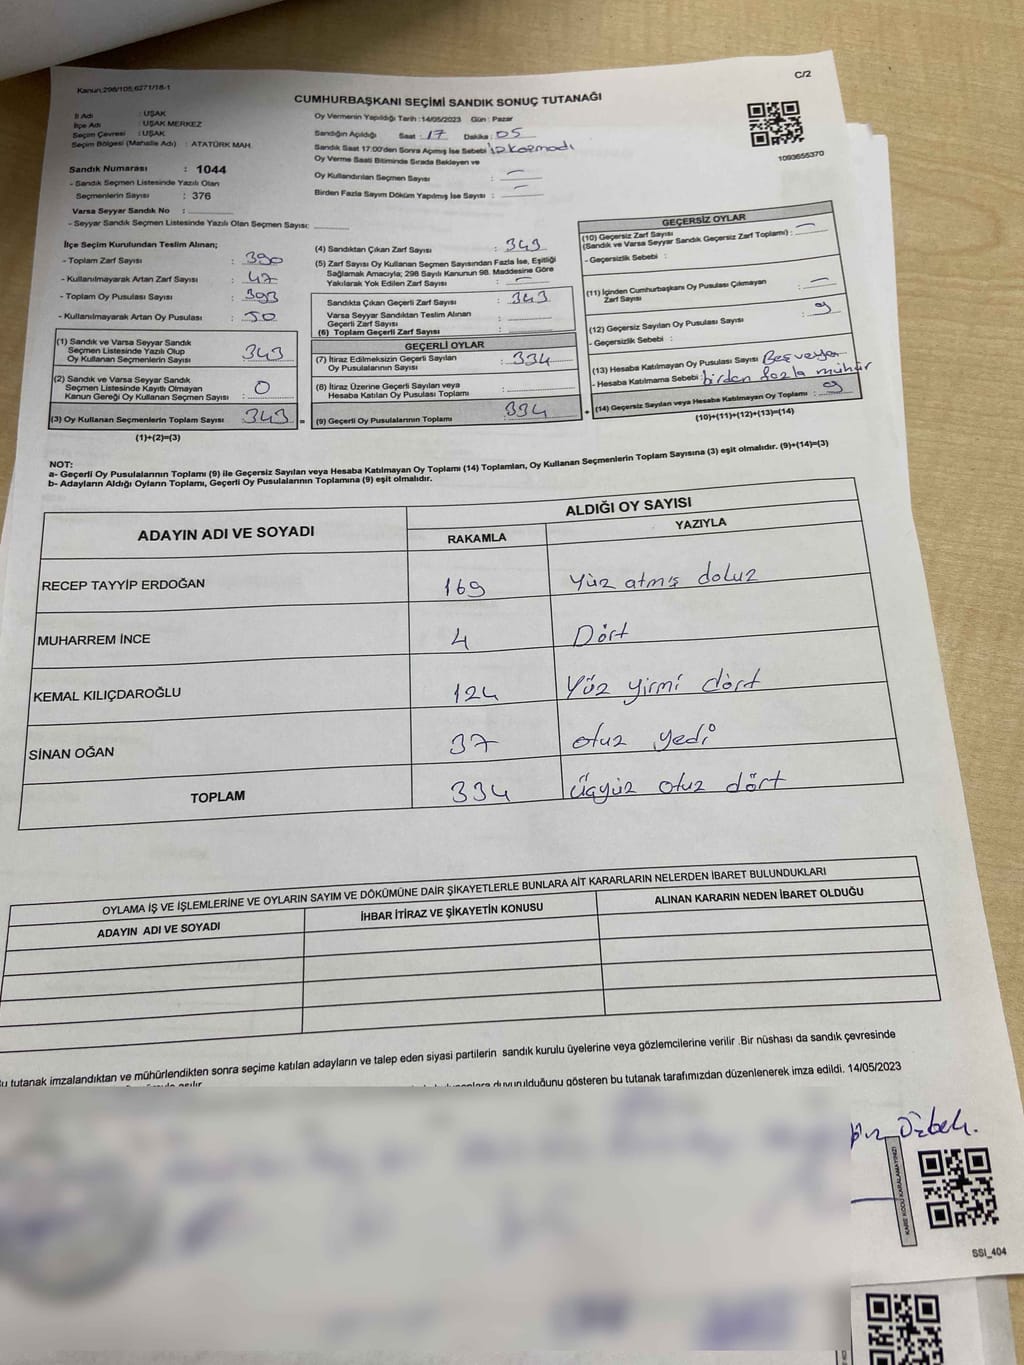 C/2
Kanun;298/105;6271/18-1
CUMHURBAŞKANI SEÇİMİ SANDIK SONUÇ TUTANAĞI
İl Adı : UŞAK
İlçe Adı : UŞAK MERKEZ
Seçim Çevresi : UŞAK
Seçim Bölgesi (Mahalle Adı) : ATATÜRK MAH.
Sandık Numarası : 1044
- Sandık Seçmen Listesinde Yazılı Olan
Seçmenlerin Sayısı : 376
Varsa Seyyar Sandık No :
- Seyyar Sandık Seçmen Listesinde Yazılı Olan Seçmen Sayısı:
Oy Vermenin Yapıldığı Tarih :14/05/2023 Gün : Pazar
Sandığın Açıldığı Saat : 17 Dakika : 05
Sandık Saat 17:00'den Sonra Açmış İse Sebebi :
Oy Verme Saati Bitiminde Sırada Bekleyen ve
Oy Kullandırılan Seçmen Sayısı : —
Birden Fazla Sayım Döküm Yapılmış İse Sayısı : —
1093655370
İlçe Seçim Kurulundan Teslim Alınan;
- Toplam Zarf Sayısı : 390
- Kullanılmayarak Artan Zarf Sayısı : 47
- Toplam Oy Pusulası Sayısı : 393
- Kullanılmayarak Artan Oy Pusulası : 50
(1) Sandık ve Varsa Seyyar Sandık
Seçmen Listesinde Yazılı Olup
Oy Kullanan Seçmenlerin Sayısı : 343
(2) Sandık ve Varsa Seyyar Sandık
Seçmen Listesinde Kayıtlı Olmayan
Kanun Gereği Oy Kullanan Seçmen Sayısı : 0
(3) Oy Kullanan Seçmenlerin Toplam Sayısı : 343 =
(1)+(2)=(3)
(4) Sandıktan Çıkan Zarf Sayısı : 343
(5) Zarf Sayısı Oy Kullanan Seçmen Sayısından Fazla İse, Eşitliği
Sağlamak Amacıyla; 298 Sayılı Kanunun 98. Maddesine Göre
Yakılarak Yok Edilen Zarf Sayısı : —
Sandıkta Çıkan Geçerli Zarf Sayısı : 343
Varsa Seyyar Sandıktan Teslim Alınan
Geçerli Zarf Sayısı :
(6) Toplam Geçerli Zarf Sayısı :
GEÇERLİ OYLAR
(7) İtiraz Edilmeksizin Geçerli Sayılan
Oy Pusulasının Sayısı : 334
(8) İtiraz Üzerine Geçerli Sayılan veya
Hesaba Katılan Oy Pusulası Toplamı :
(9) Geçerli Oy Pusulalarının Toplamı : 334 +
GEÇERSİZ OYLAR
(10) Geçersiz Zarf Sayısı
(Sandık ve Varsa Seyyar Sandık Geçersiz Zarf Toplamı) : —
- Geçersizlik Sebebi :
(11) İçinden Cumhurbaşkanı Oy Pusulası Çıkmayan
Zarf Sayısı : —
(12) Geçersiz Sayılan Oy Pusulası Sayısı : 9
- Geçersizlik Sebebi :
(13) Hesaba Katılmayan Oy Pusulası Sayısı
- Hesaba Katılmama Sebebi : birden fazla mühür
(14) Geçersiz Sayılan veya Hesaba Katılmayan Oy Toplamı : 9
(10)+(11)+(12)+(13)=(14)
NOT:
a- Geçerli Oy Pusulalarının Toplamı (9) ile Geçersiz Sayılan veya Hesaba Katılmayan Oy Toplamı (14) Toplamları, Oy Kullanan Seçmenlerin Toplam Sayısına (3) eşit olmalıdır. (9)+(14)=(3)
b- Adayların Aldığı Oyların Toplamı, Geçerli Oy Pusulalarının Toplamına (9) eşit olmalıdır.
ADAYIN ADI VE SOYADI
ALDIĞI OY SAYISI
RAKAMLA YAZIYLA
RECEP TAYYİP ERDOĞAN 169 Yüz atmış doluz
MUHARREM İNCE 4 Dört
KEMAL KILIÇDAROĞLU 124 Yüz yirmi dört
SİNAN OĞAN 37 otuz yedi
TOPLAM 334 Üçyüz otuz dört
OYLAMA İŞ VE İŞLEMLERİNE VE OYLARIN SAYIM VE DÖKÜMÜNE DAİR ŞİKAYETLERLE BUNLARA AİT KARARLARIN NELERDEN İBARET BULUNDUKLARI
ADAYIN ADI VE SOYADI İHBAR İTİRAZ VE ŞİKAYETİN KONUSU ALINAN KARARIN NEDEN İBARET OLDUĞU
tutanak imzalandıktan ve mühürlendikten sonra seçime katılan adayların ve talep eden siyasi partilerin sandık kurulu üyelerine veya gözlemcilerine verilir .Bir nüshası da sandık çevresinde
duyurulduğunu gösteren bu tutanak tarafımızdan düzenlenerek imza edildi. 14/05/2023
Özbek.
KARE KODU KARALAMAYINIZ!
SSİ_404